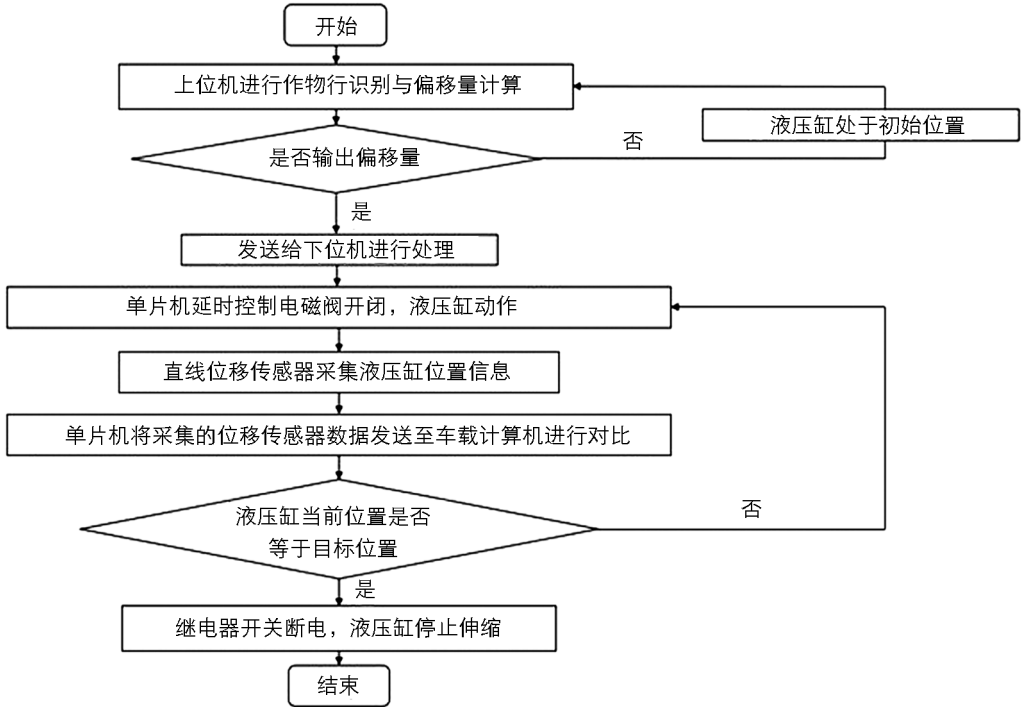 开始
上位机进行作物行识别与偏移量计算
液压缸处于初始位置
否
是否输出偏移量
是
发送给下位机进行处理
单片机延时控制电磁阀开闭，液压缸动作
直线位移传感器采集液压缸位置信息
单片机将采集的位移传感器数据发送至车载计算机进行对比
否
液压缸当前位置是否
等于目标位置
是
继电器开关断电，液压缸停止伸缩
结束